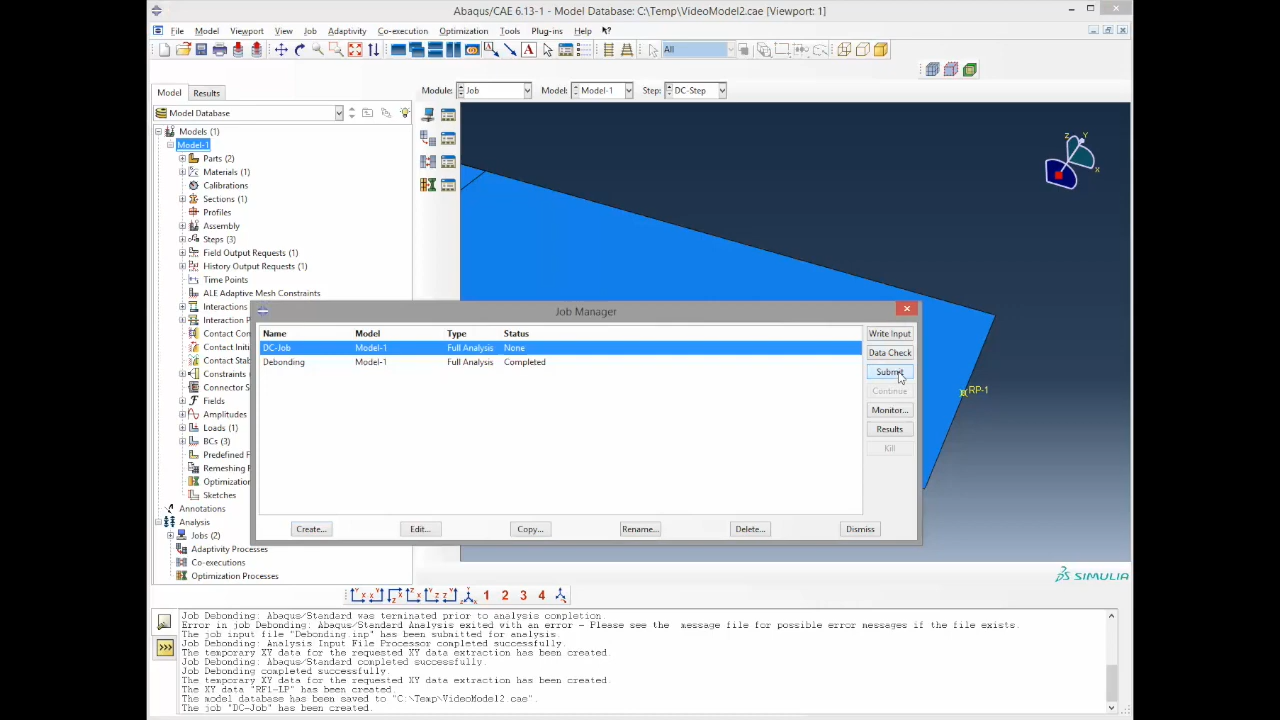 Abaqus/CAE 6.13-1 - Model Database: C:\Temp\VideoModel2.cae [Viewport: 1]
File Model Viewport View Job Adaptivity Co-execution Optimization Tools Plug-ins Help
All
Model Results Module: Job Model: Model-1 Step: DC-Step
Model Database
Models (1)
Model-1
Parts (2)
Materials (1)
Calibrations
Sections (1)
Profiles
Assembly
Steps (3)
Field Output Requests (1)
History Output Requests (1)
Time Points
ALE Adaptive Mesh Constraints
Interactions
Interaction P
Contact Con
Contact Initi
Contact Stab
Constraints
Connector S
Fields
Amplitudes
Loads (1)
BCs (3)
Predefined F
Remeshing F
Optimization
Sketches
Annotations
Analysis
Jobs (2)
Adaptivity Processes
Co-executions
Optimization Processes
Z Y
X
RP-1
Job Manager
Name Model Type Status
DC-Job Model-1 Full Analysis None
Debonding Model-1 Full Analysis Completed
Write Input
Data Check
Submit
Continue
Monitor...
Results
Kill
Create... Edit... Copy... Rename... Delete... Dismiss
SIMULIA
1 2 3 4
Job Debonding: Abaqus/Standard was terminated prior to analysis completion.
Error in job Debonding: Abaqus/Standard Analysis exited with an error - Please see the message file for possible error messages if the file exists.
The job input file "Debonding.inp" has been submitted for analysis.
Job Debonding: Analysis Input File Processor completed successfully.
The temporary XY data for the requested XY data extraction has been created.
Job Debonding: Abaqus/Standard completed successfully.
Job Debonding completed successfully.
The temporary XY data for the requested XY data extraction has been created.
The XY data "RF1-LP" has been created
The model database has been saved to "C:\Temp\VideoModel2.cae".
The job "DC-Job" has been created.